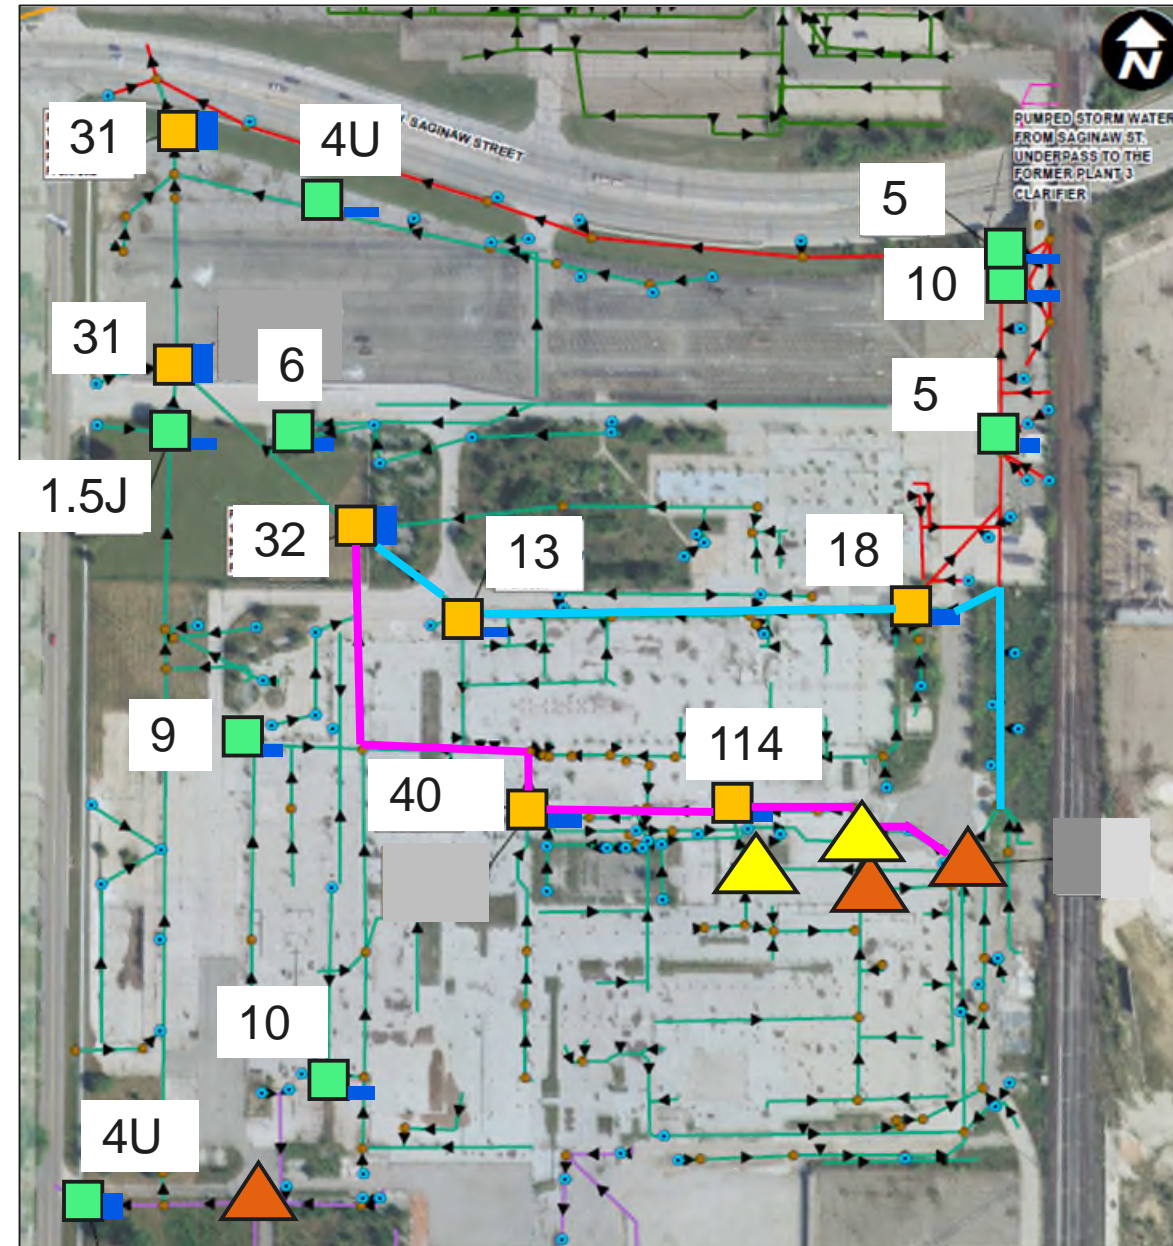 N
PUMPED STORM WATER
FROM SAGINAW ST.
UNDERPASS TO THE
FORMER PLANT 3
CLARIFIER
31
4U
SAGINAW STREET
5
10
31
6
5
1.5J
32
13
18
9
114
40
10
4U